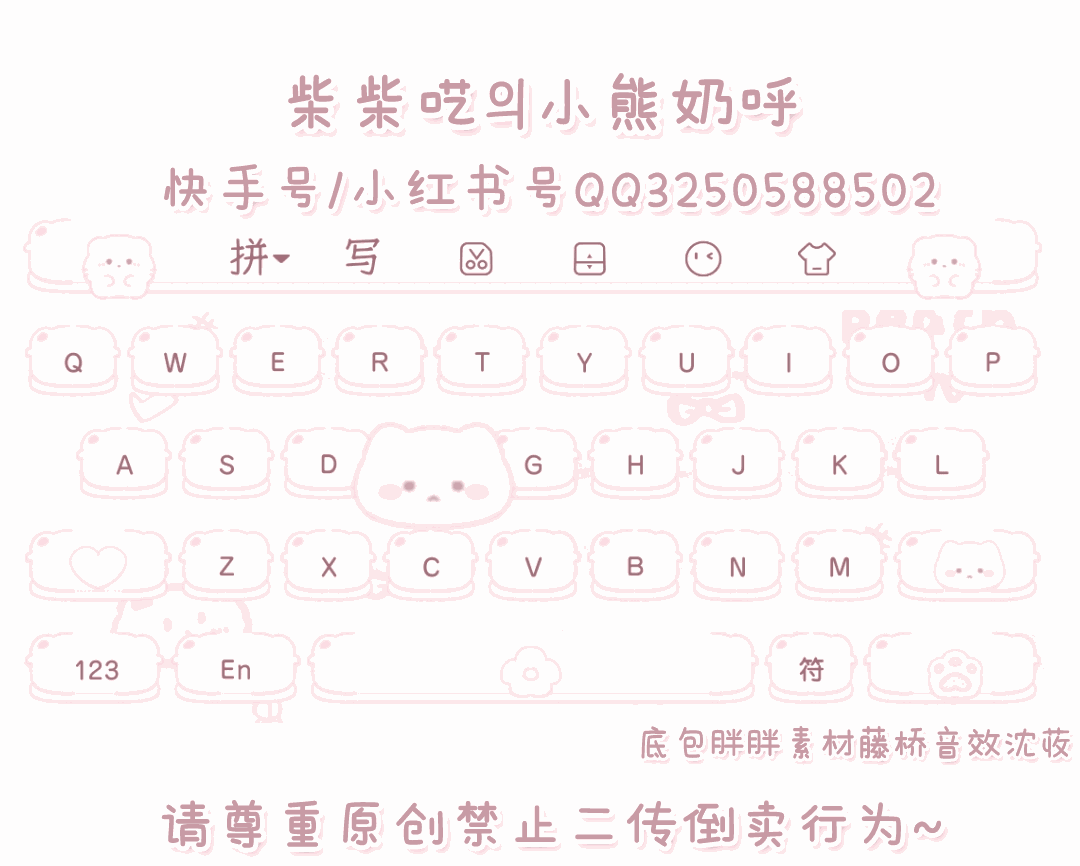 柴柴呓의小熊奶呼
快手号/小红书号QQ3250588502
拼 写
Q W E R T Y U I O P
A S D G H J K L
Z X C V B N M
123 En 符
底包胖胖素材藤桥音效沈莜
请尊重原创禁止二传倒卖行为~